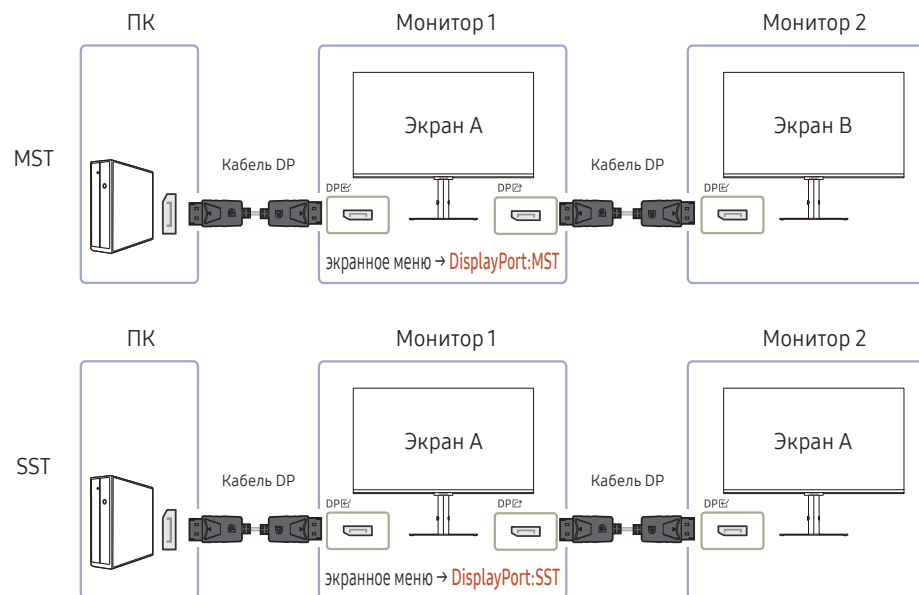 ПК Монитор 1 Монитор 2
MST
Экран A Экран B
Кабель DP Кабель DP
DP DP DP
экранное меню → DisplayPort:MST
ПК Монитор 1 Монитор 2
SST
Экран A Экран A
Кабель DP Кабель DP
DP DP DP
экранное меню → DisplayPort:SST